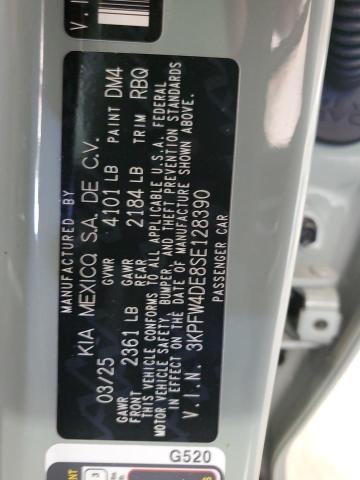 MANUFACTURED BY
KIA MEXICO, S.A. DE C.V.
03/25 GVWR 4101 LB PAINT DM4
GAWR FRONT 2361 LB GAWR REAR 2184 LB TRIM RBQ
THIS VEHICLE CONFORMS TO ALL APPLICABLE U.S.A. FEDERAL
MOTOR VEHICLE SAFETY, BUMPER, AND THEFT PREVENTION STANDARDS
IN EFFECT ON THE DATE OF MANUFACTURE SHOWN ABOVE.
V.I.N. 3KPFW4DE8SE128390
PASSENGER CAR
V.I.N
G520
3